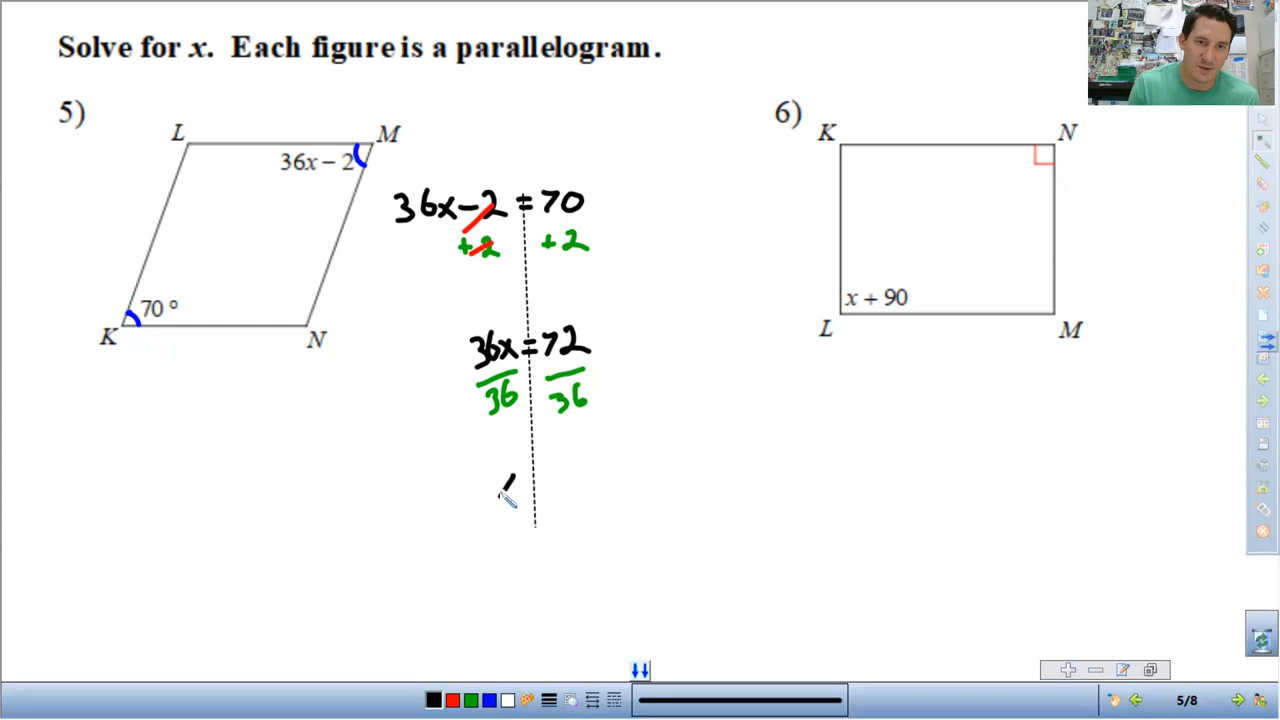 Solve for x. Each figure is a parallelogram.
5)
L
M
36x – 2
70 °
K
N
36x – 2 = 70
+ 2 + 2
36x = 72
36 36
6)
K
N
x + 90
L
M
5/8